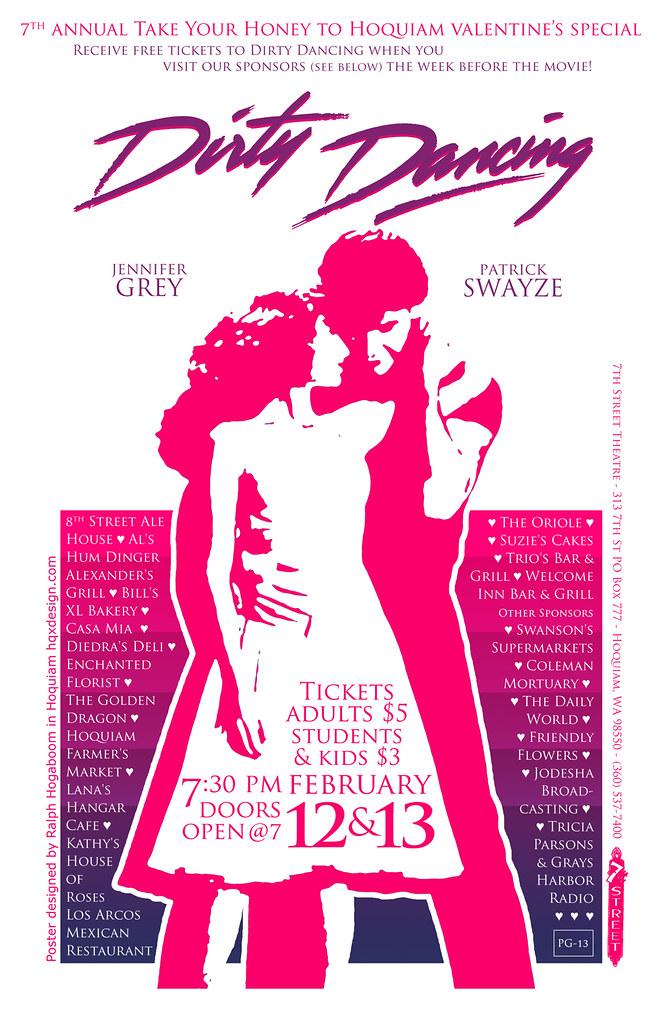 7TH ANNUAL TAKE YOUR HONEY TO HOQUIAM VALENTINE'S SPECIAL
RECEIVE FREE TICKETS TO DIRTY DANCING WHEN YOU
VISIT OUR SPONSORS (SEE BELOW) THE WEEK BEFORE THE MOVIE!
Dirty Dancing
JENNIFER
GREY
PATRICK
SWAYZE
8TH STREET ALE
HOUSE ♥ AL'S
HUM DINGER
ALEXANDER'S
GRILL ♥ BILL'S
XL BAKERY ♥
CASA MIA ♥
DIEDRA'S DELI ♥
ENCHANTED
FLORIST ♥
THE GOLDEN
DRAGON ♥
HOQUIAM
FARMER'S
MARKET ♥
LANA'S
HANGAR
CAFE ♥
KATHY'S
HOUSE
OF
ROSES
LOS ARCOS
MEXICAN
RESTAURANT
TICKETS
ADULTS $5
STUDENTS
& KIDS $3
7:30 PM FEBRUARY
DOORS
OPEN @ 7
12&13
♥ THE ORIOLE ♥
♥ SUZIE'S CAKES
♥ TRIO'S BAR &
GRILL ♥ WELCOME
INN BAR & GRILL
OTHER SPONSORS
♥ SWANSON'S
SUPERMARKETS
♥ COLEMAN
MORTUARY ♥
♥ THE DAILY
WORLD ♥
♥ FRIENDLY
FLOWERS ♥
♥ JODESHA
BROAD-
CASTING ♥
♥ TRICIA
PARSONS
& GRAYS
HARBOR
RADIO
♥ ♥ ♥
PG-13
Poster designed by Ralph Hogaboom in Hoquiam hqxdesign.com
7TH STREET THEATRE - 313 7TH ST PO BOX 777 - HOQUIAM, WA 98550 - (360) 537-7400
7 STREET